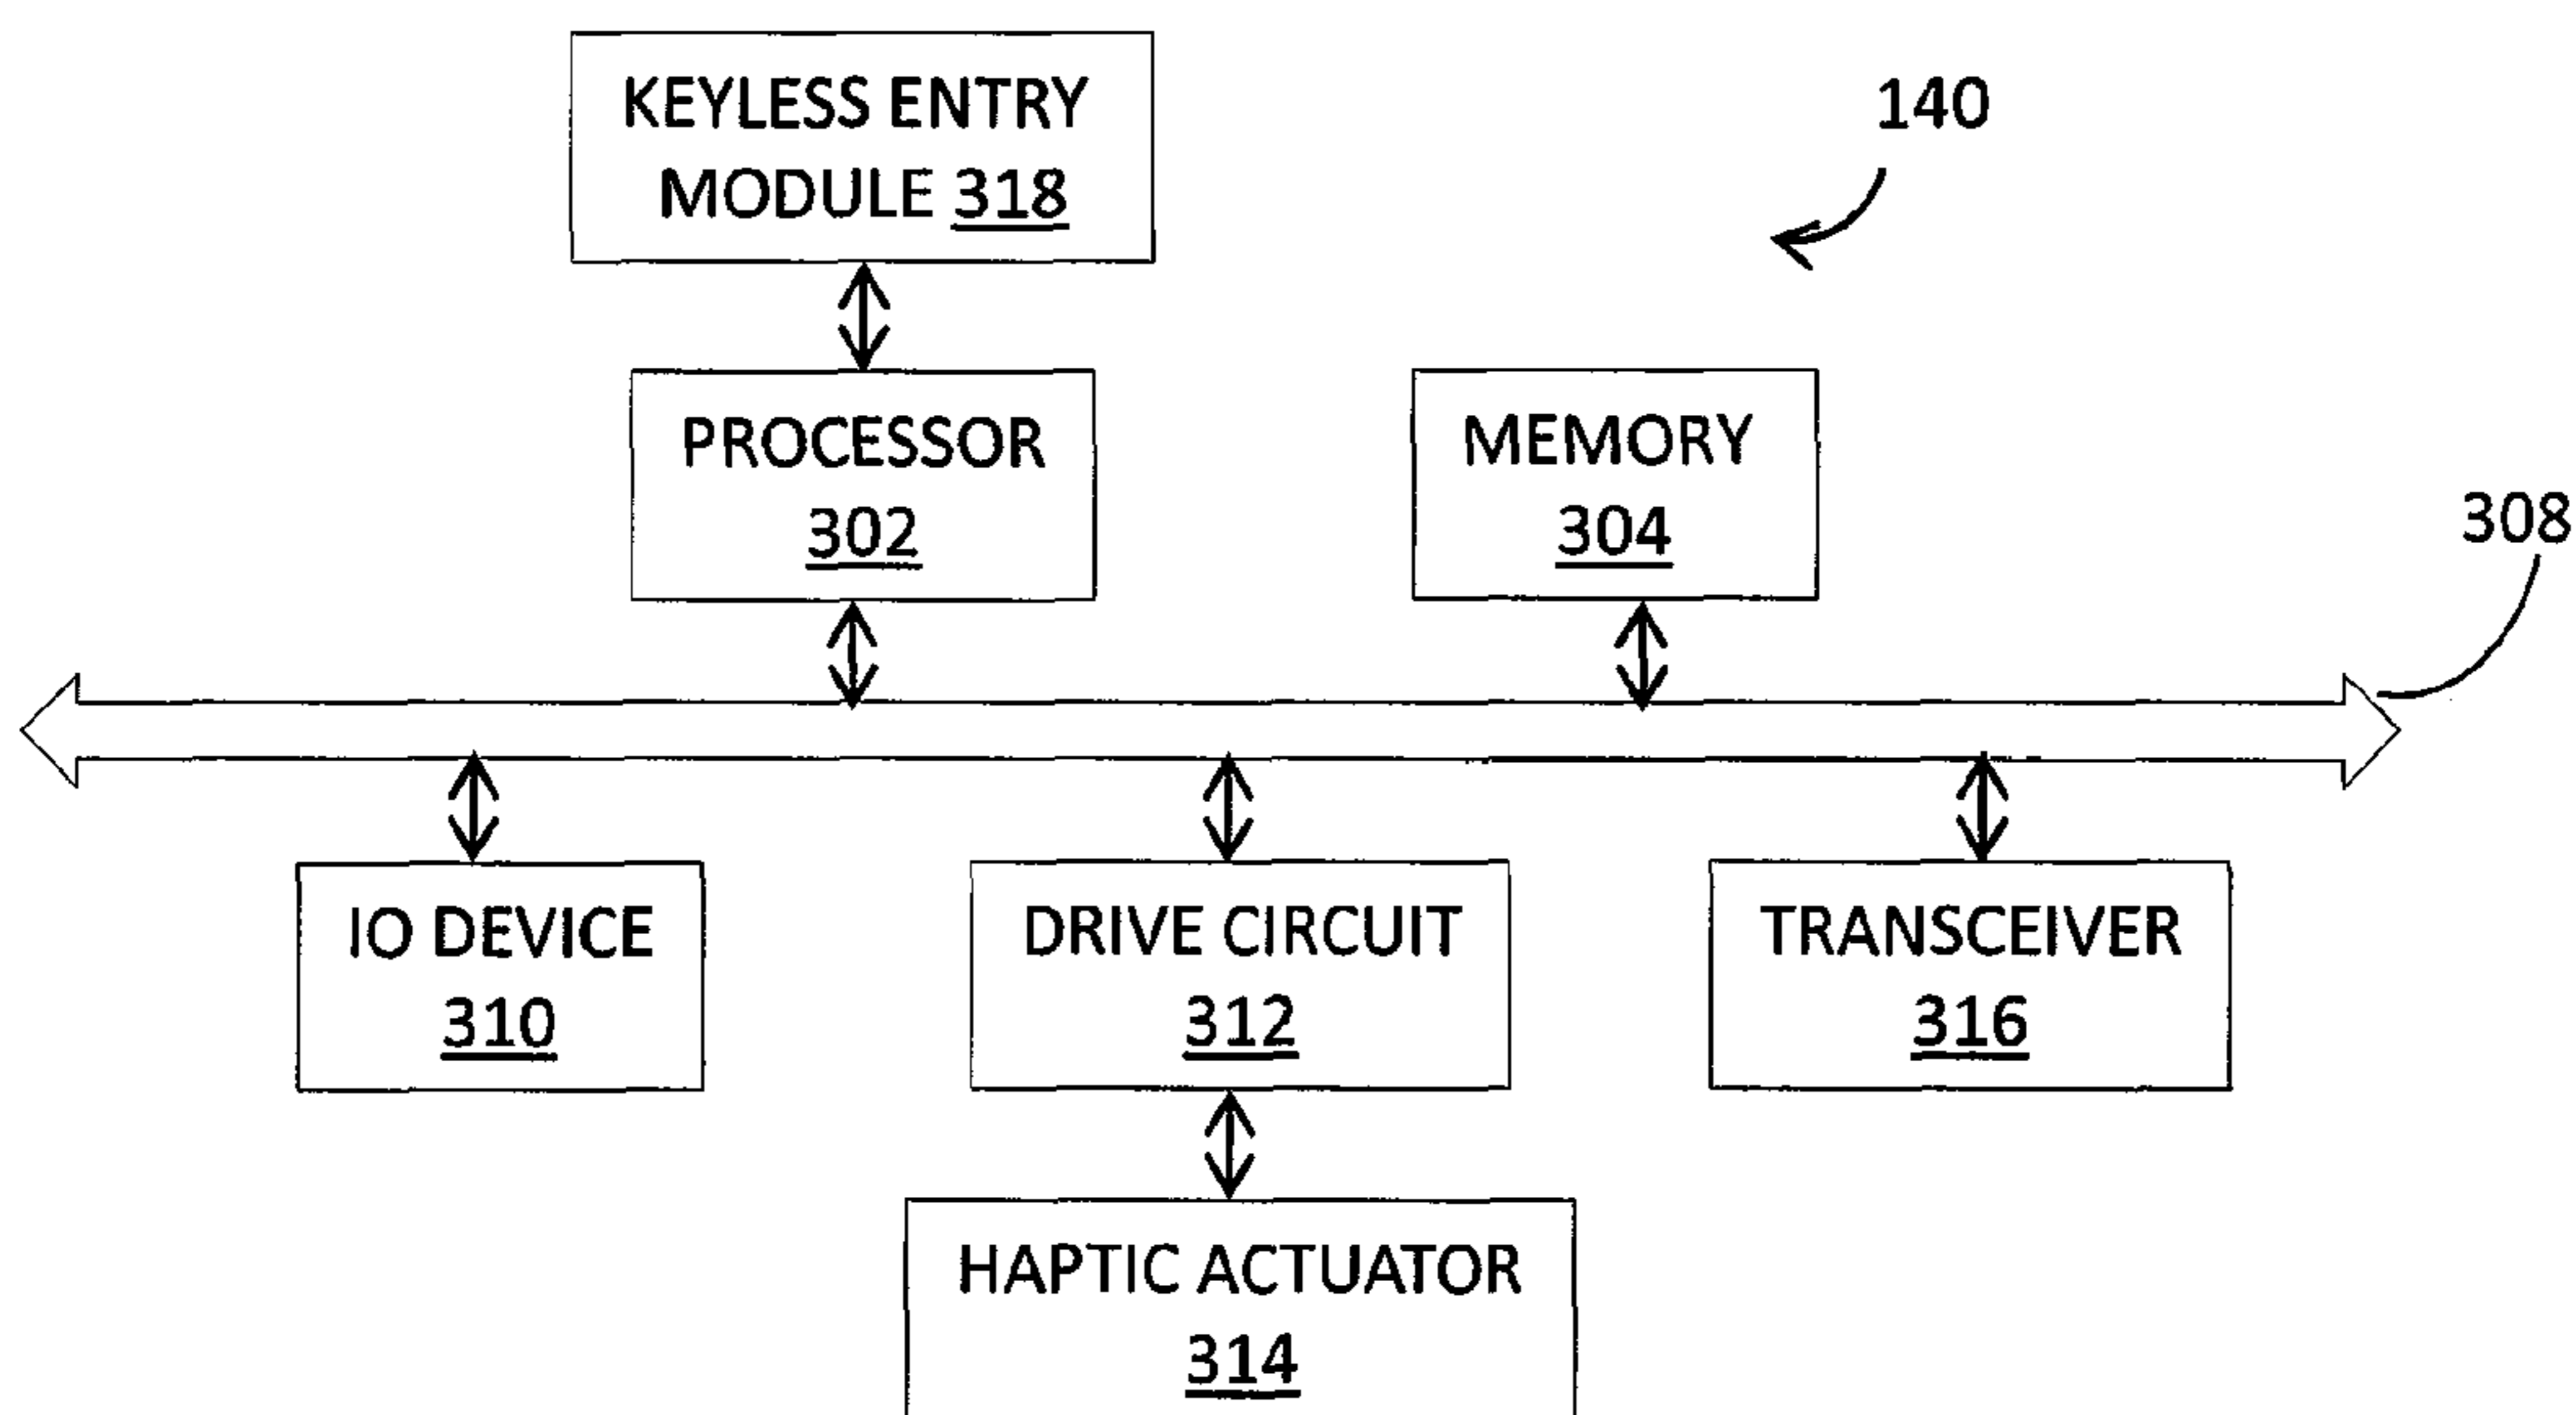 KEYLESS ENTRY
MODULE 318
140
PROCESSOR
302
MEMORY
304
308
IO DEVICE
310
DRIVE CIRCUIT
312
TRANSCEIVER
316
HAPTIC ACTUATOR
314